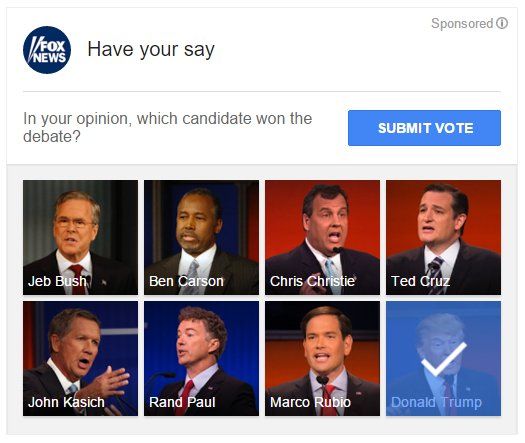 Sponsored
FOX
NEWS
Have your say
In your opinion, which candidate won the
debate?
SUBMIT VOTE
Jeb Bush
Ben Carson
Chris Christie
Ted Cruz
John Kasich
Rand Paul
Marco Rubio
Donald Trump